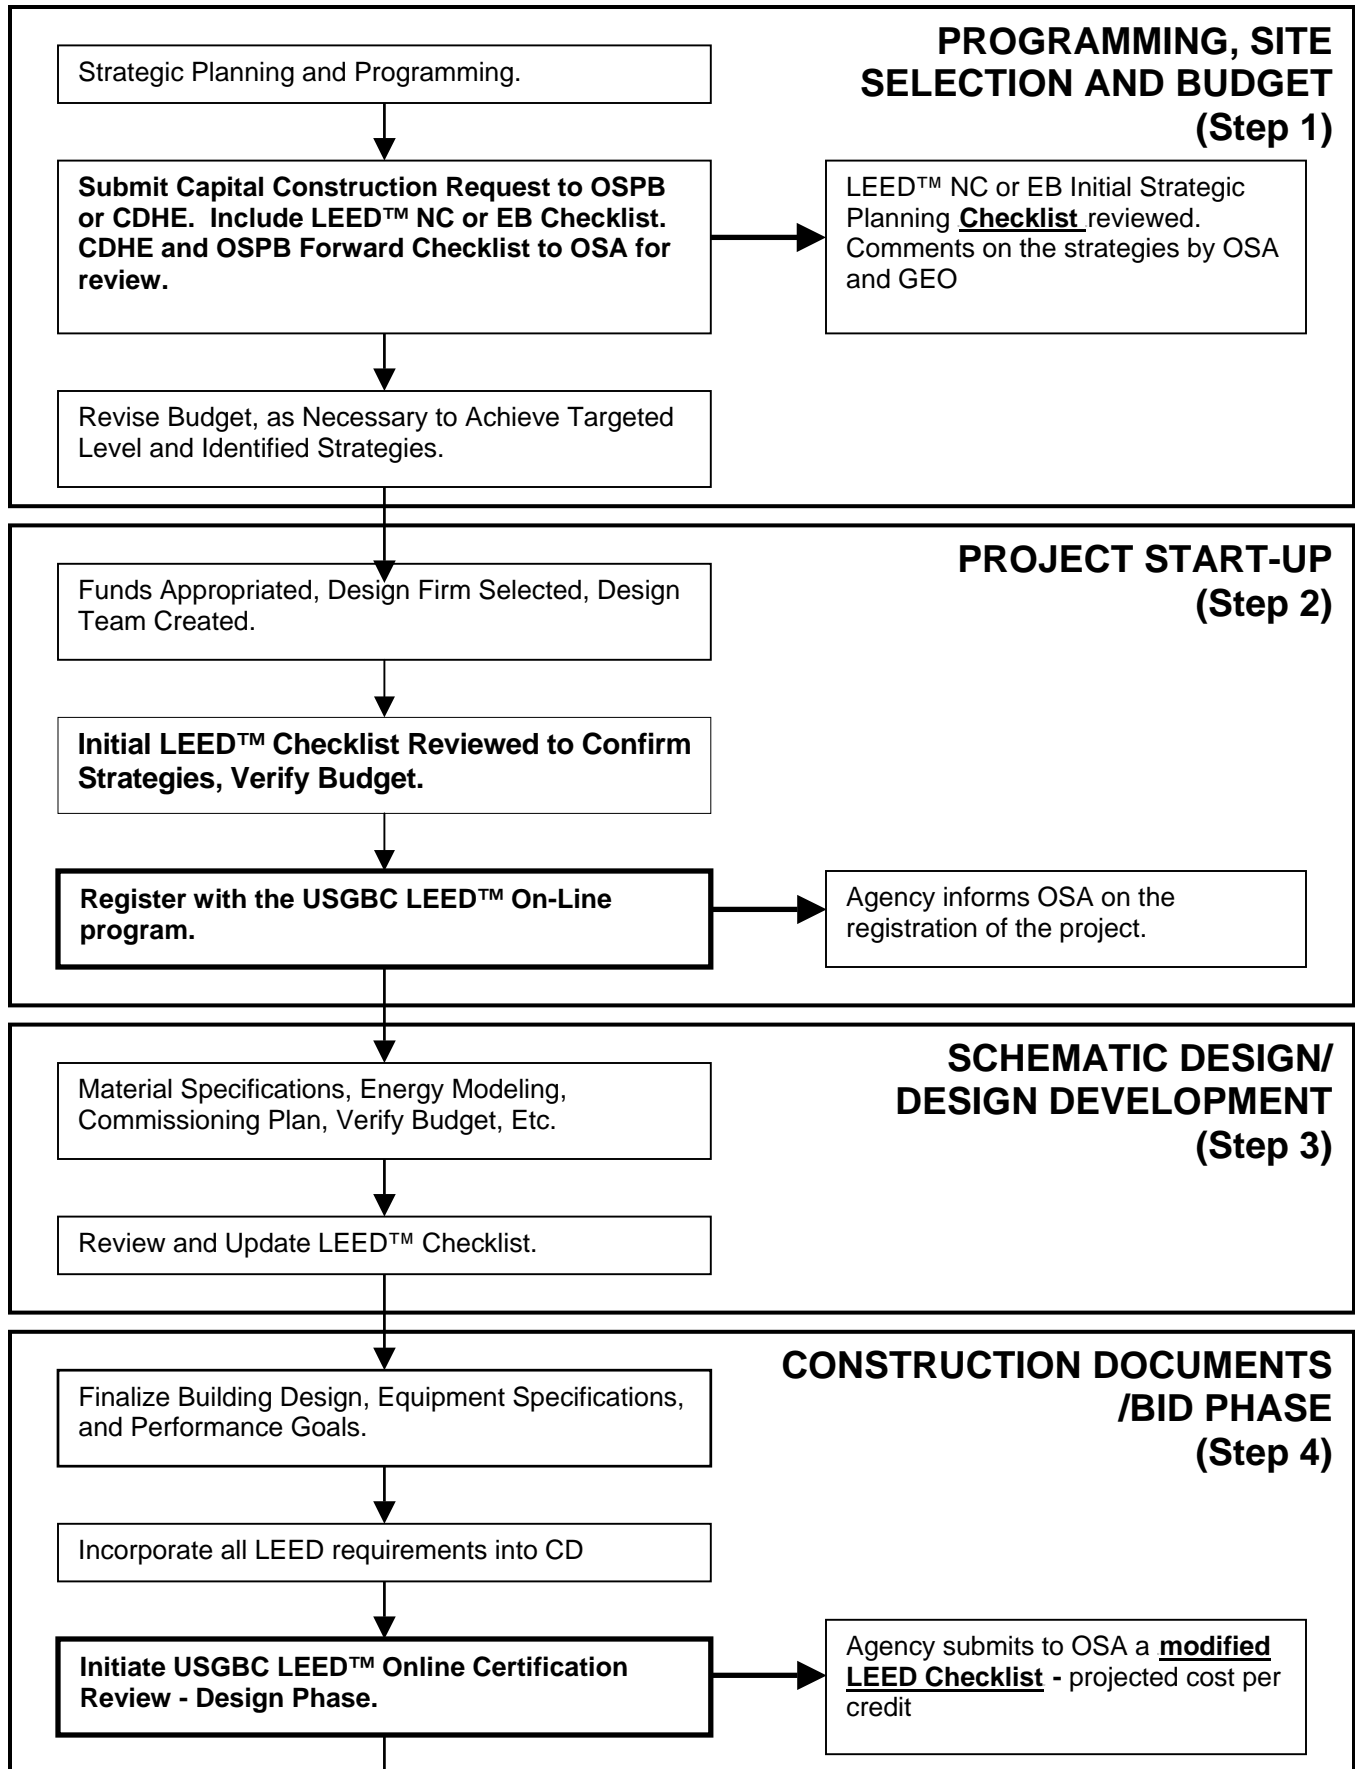 PROGRAMMING, SITE
SELECTION AND BUDGET
(Step 1)
Strategic Planning and Programming.
Submit Capital Construction Request to OSPB
or CDHE.  Include LEED™ NC or EB Checklist.
CDHE and OSPB Forward Checklist to OSA for
review.
LEED™ NC or EB Initial Strategic
Planning Checklist reviewed.
Comments on the strategies by OSA
and GEO
Revise Budget, as Necessary to Achieve Targeted
Level and Identified Strategies.
PROJECT START-UP
(Step 2)
Funds Appropriated, Design Firm Selected, Design
Team Created.
Initial LEED™ Checklist Reviewed to Confirm
Strategies, Verify Budget.
Register with the USGBC LEED™ On-Line
program.
Agency informs OSA on the
registration of the project.
SCHEMATIC DESIGN/
DESIGN DEVELOPMENT
(Step 3)
Material Specifications, Energy Modeling,
Commissioning Plan, Verify Budget, Etc.
Review and Update LEED™ Checklist.
CONSTRUCTION DOCUMENTS
/BID PHASE
(Step 4)
Finalize Building Design, Equipment Specifications,
and Performance Goals.
Incorporate all LEED requirements into CD
Initiate USGBC LEED™ Online Certification
Review - Design Phase.
Agency submits to OSA a modified
LEED Checklist - projected cost per
credit